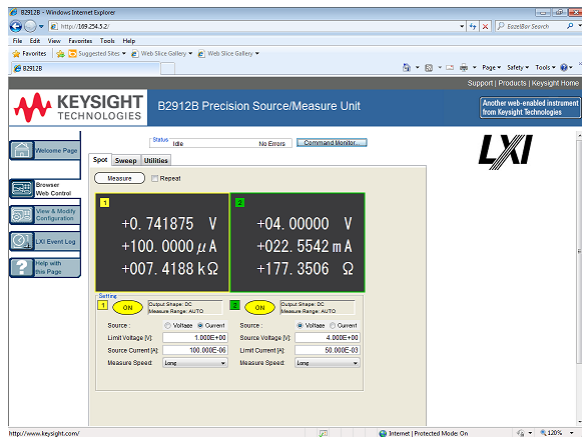 B2912B - Windows Internet Explorer
http://169.254.5.2/
EazelBar Search
File Edit View Favorites Tools Help
Favorites Suggested Sites Web Slice Gallery Web Slice Gallery
B2912B
Page Safety Tools
Support | Products | Keysight Home
KEYSIGHT
TECHNOLOGIES
B2912B Precision Source/Measure Unit
Another web-enabled instrument
from Keysight Technologies
Status
Idle No Errors Command Monitor...
LXI
Welcome Page
Browser
Web Control
View & Modify
Configuration
LXI Event Log
Help with
this Page
Spot Sweep Utilities
Measure Repeat
1
+0.741875 V
+100.0000 μA
+007.4188 kΩ
2
+04.00000 V
+022.5542 mA
+177.3506 Ω
Setting
1 ON Output Shape: DC
Measure Range: AUTO
Source : Voltage Current
Limit Voltage [V]: 1.000E+00
Source Current [A]: 100.000E-06
Measure Speed: Long
2 ON Output Shape: DC
Measure Range: AUTO
Source : Voltage Current
Source Voltage [V]: 4.000E+00
Limit Current [A]: 50.000E-03
Measure Speed: Long
http://www.keysight.com/
Internet | Protected Mode: On
120%